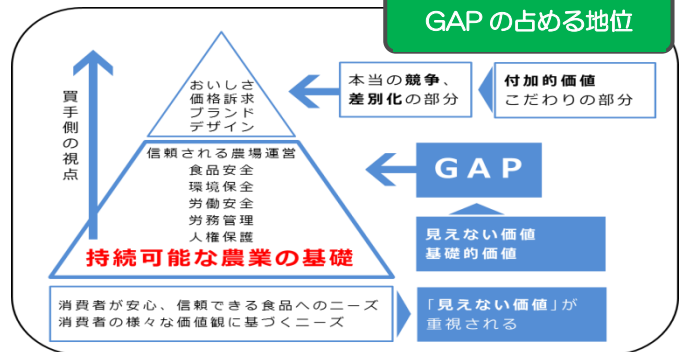 GAPの占める地位
買手側の視点
おいしさ
価格訴求
ブランド
デザイン
本当の競争、
差別化の部分
付加的価値
こだわりの部分
信頼される農場運営
食品安全
環境保全
労働安全
労務管理
人権保護
持続可能な農業の基礎
GAP
見えない価値
基礎的価値
消費者が安心、信頼できる食品へのニーズ
消費者の様々な価値観に基づくニーズ
「見えない価値」が
重視される